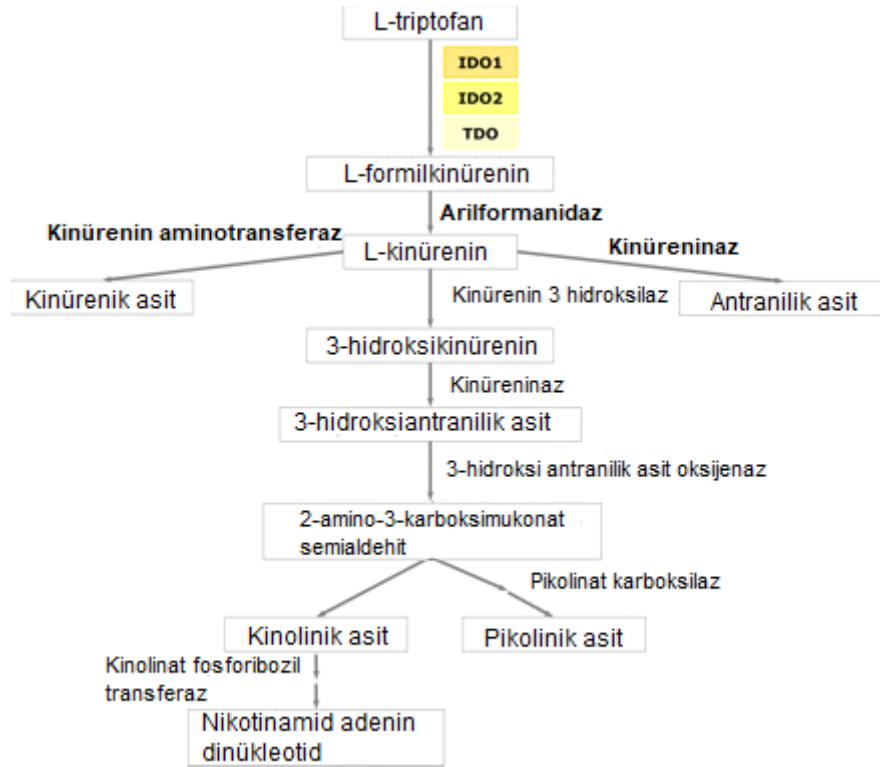 L-triptofan
IDO1
IDO2
TDO
L-formilkinürenin
Arilformanidaz
Kinürenin aminotransferaz
L-kinürenin
Kinüreninaz
Kinürenik asit
Kinürenin 3 hidroksilaz
Antranilik asit
3-hidroksikinürenin
Kinüreninaz
3-hidroksiantranilik asit
3-hidroksi antranilik asit oksijenaz
2-amino-3-karboksimukonat
semialdehit
Pikolinat karboksilaz
Kinolinik asit
Pikolinik asit
Kinolinat fosforibozil
transferaz
Nikotinamid adenin
dinükleotid